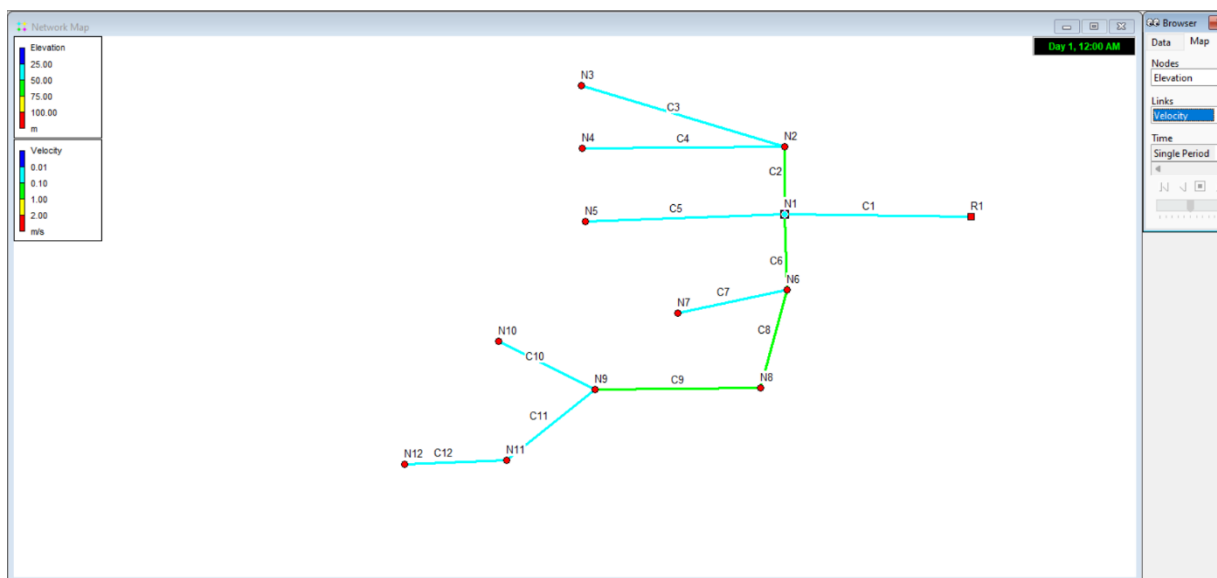 Network Map
Elevation
25.00
50.00
75.00
100.00
m
Velocity
0.01
0.10
1.00
2.00
m/s
Day 1, 12:00 AM
N3
C3
N4
C4
N2
C2
N5
C5
N1
C1
R1
C6
N6
C7
N7
C8
N10
C10
N9
C9
N8
C11
N12
C12
N11
Browser
Data Map
Nodes
Elevation
Links
Velocity
Time
Single Period